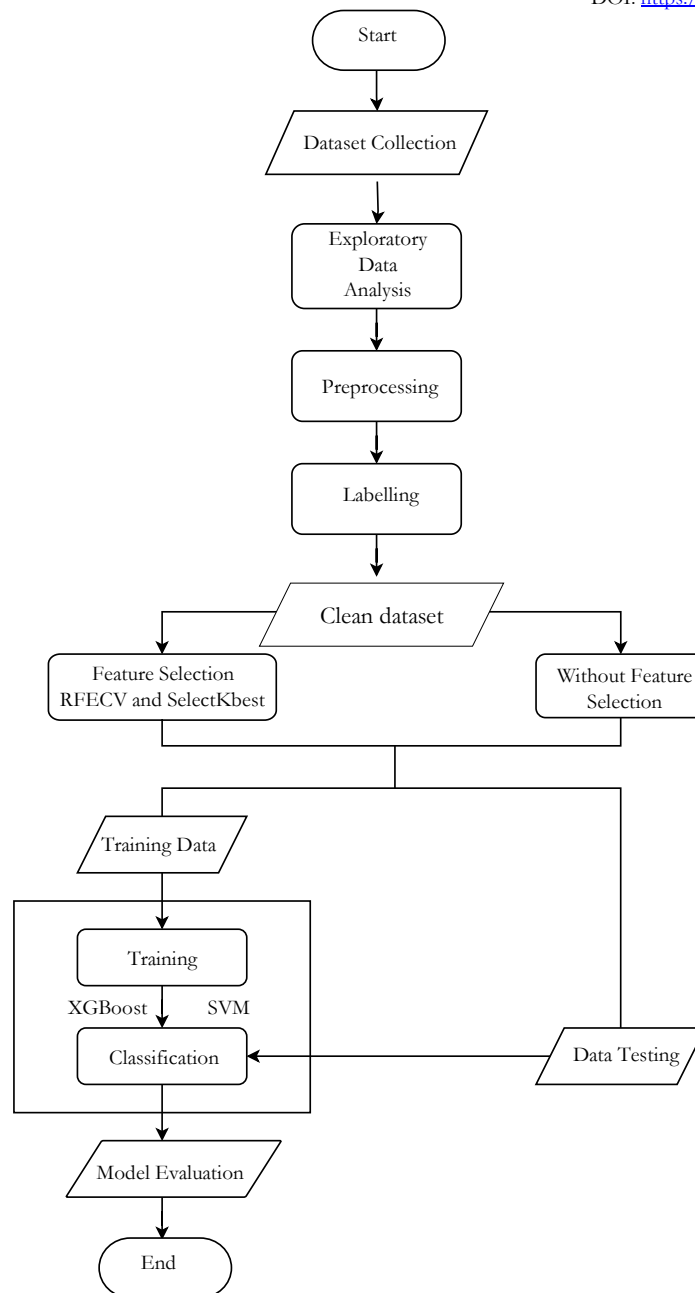 DOI: https:/
Start
Dataset Collection
Exploratory
Data
Analysis
Preprocessing
Labelling
Clean dataset
Feature Selection
RFECV and SelectKbest
Without Feature
Selection
Training Data
Training
XGBoost SVM
Classification
Data Testing
Model Evaluation
End